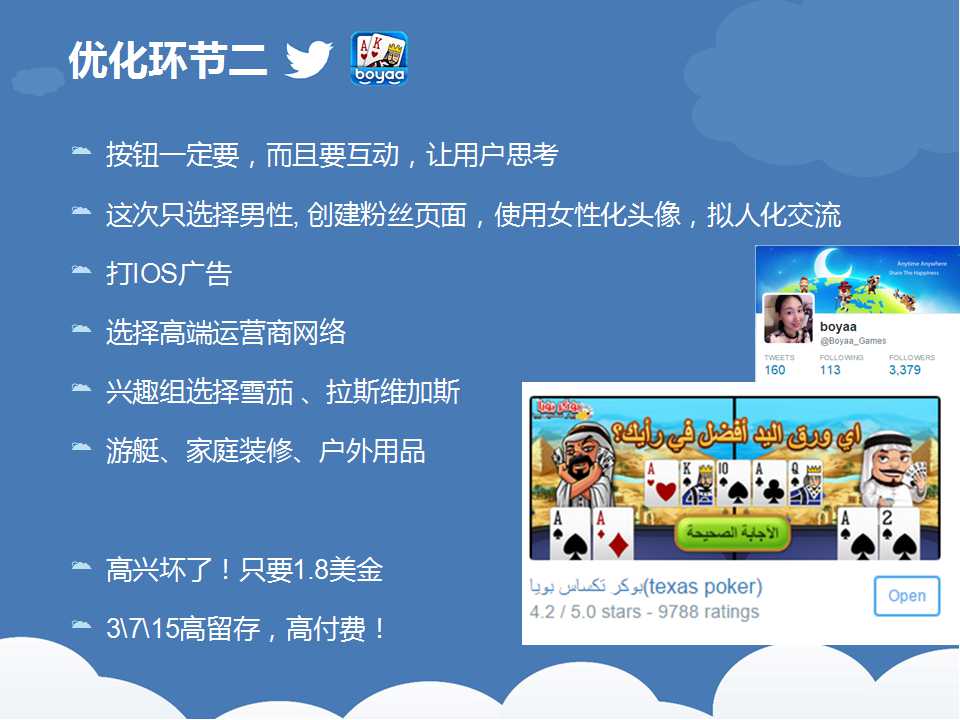 优化环节二
boyaa
按钮一定要，而且要互动，让用户思考
这次只选择男性, 创建粉丝页面，使用女性化头像，拟人化交流
打IOS广告
选择高端运营商网络
兴趣组选择雪茄 、拉斯维加斯
游艇、家庭装修、户外用品
高兴坏了！只要1.8美金
3\7\15高留存，高付费！
Anytime Anywhere
Share The Happiness
boyaa
@Boyaa_Games
TWEETS FOLLOWING FOLLOWERS
160 113 3,379
بوكر بويا
اي ورق اليد أفضل في رأيك؟
A K 10 A Q
A A A 2
الاجابة الصحيحة
بوكر تكساس بويا(texas poker)
4.2 / 5.0 stars - 9788 ratings
Open